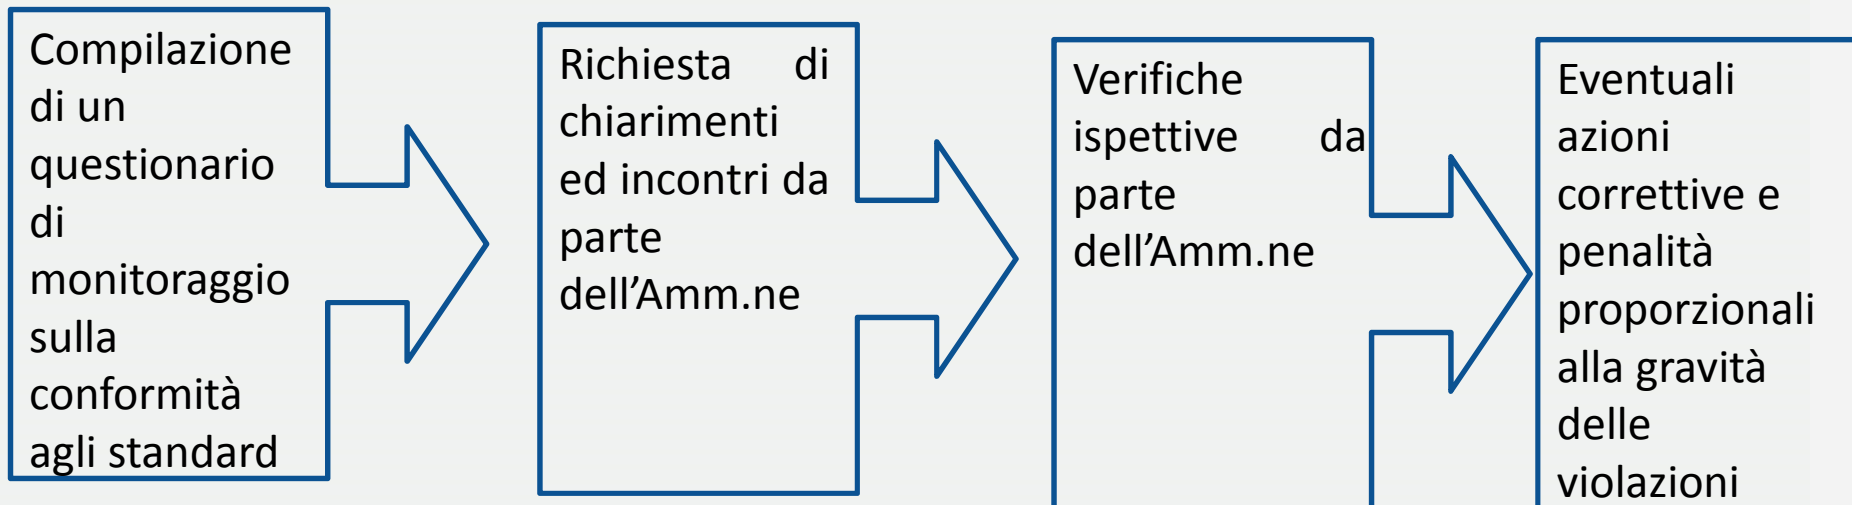 Compilazione
di un
questionario
di
monitoraggio
sulla
conformità
agli standard
Richiesta di
chiarimenti
ed incontri da
parte
dell’Amm.ne
Verifiche
ispettive da
parte
dell’Amm.ne
Eventuali
azioni
correttive e
penalità
proporzionali
alla gravità
delle
violazioni